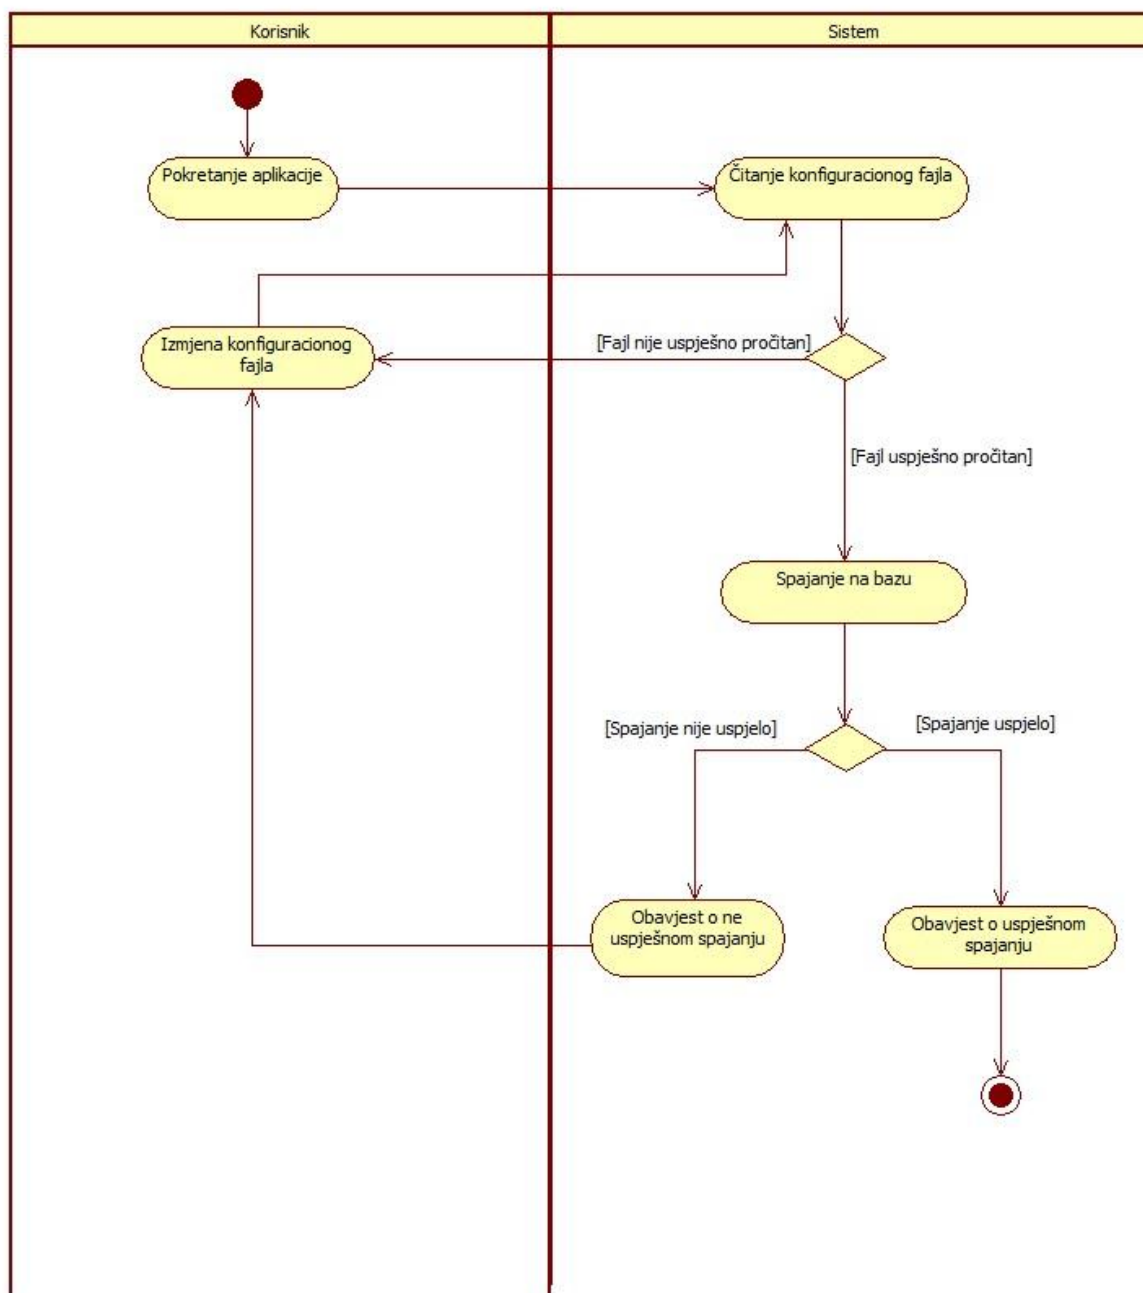 Korisnik
Sistem
Pokretanje aplikacije
Čitanje konfiguracionog fajla
Izmjena konfiguracionog
fajla
[Fajl nije uspješno pročitan]
[Fajl uspješno pročitan]
Spajanje na bazu
[Spajanje nije uspjelo]
[Spajanje uspjelo]
Obavjest o ne
uspješnom spajanju
Obavjest o uspješnom
spajanju